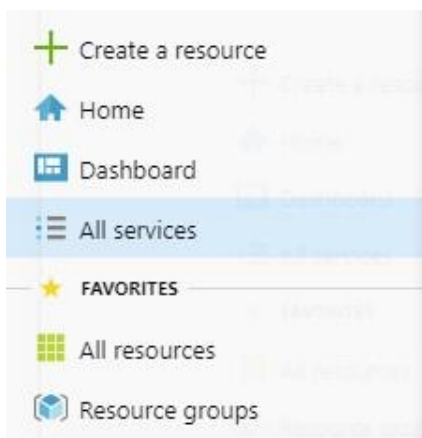 Create a resource
Home
Dashboard
All services
FAVORITES
All resources
Resource groups